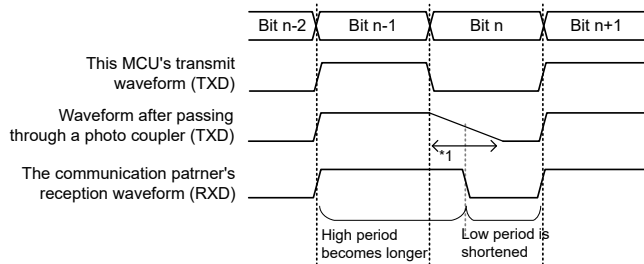 Bit n-2 Bit n-1 Bit n Bit n+1
This MCU's transmit
waveform (TXD)
Waveform after passing
through a photo coupler (TXD)
*1
The communication patrner's
reception waveform (RXD)
High period
becomes longer
Low period is
shortened